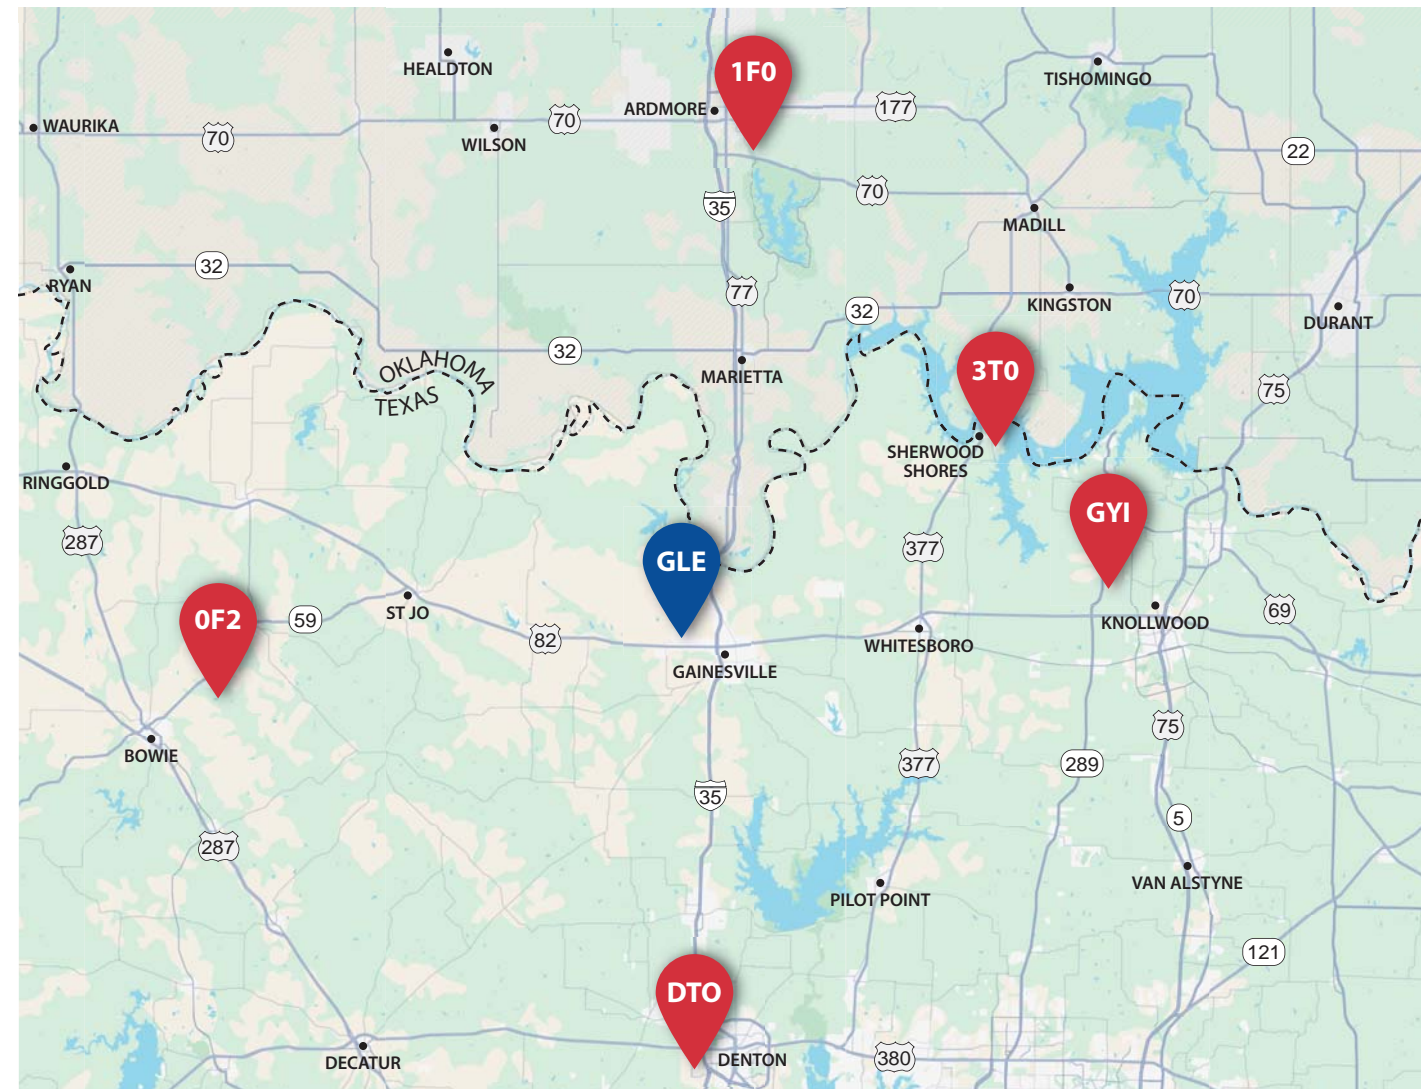 HEALDTON
1F0
TISHOMINGO
ARDMORE
177
WAURIKA
70
70
WILSON
22
70
35
MADILL
RYAN
32
77
KINGSTON
70
32
DURANT
OKLAHOMA
TEXAS
32
MARIETTA
3T0
75
SHERWOOD
SHORES
RINGGOLD
GYI
287
377
GLE
0F2
59
ST JO
82
69
KNOLLWOOD
WHITESBORO
GAINESVILLE
BOWIE
75
377
289
35
5
287
VAN ALSTYNE
PILOT POINT
121
DTO
DECATUR
DENTON
380